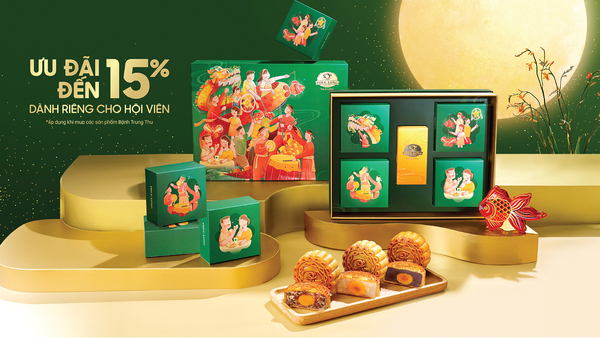 ƯU ĐÃI
ĐẾN 15%
DÀNH RIÊNG CHO HỘI VIÊN
*Áp dụng khi mua các sản phẩm Bánh Trung Thu